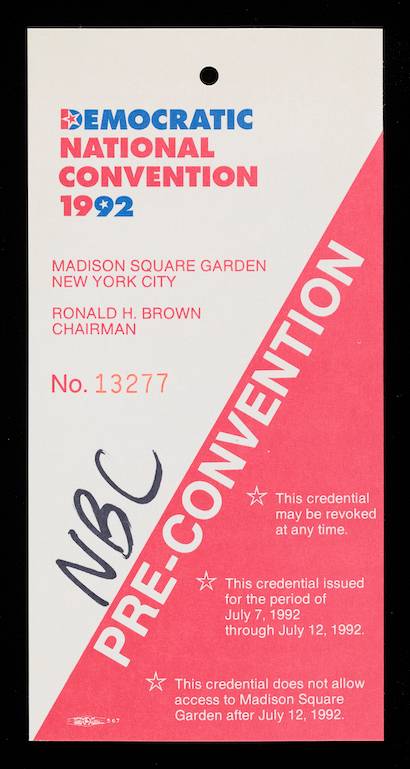 DEMOCRATIC
NATIONAL
CONVENTION
1992
MADISON SQUARE GARDEN
NEW YORK CITY
RONALD H. BROWN
CHAIRMAN
No. 13277
NBC
PRE-CONVENTION
This credential
may be revoked
at any time.
This credential issued
for the period of
July 7, 1992
through July 12, 1992.
This credential does not allow
access to Madison Square
Garden after July 12, 1992.
567